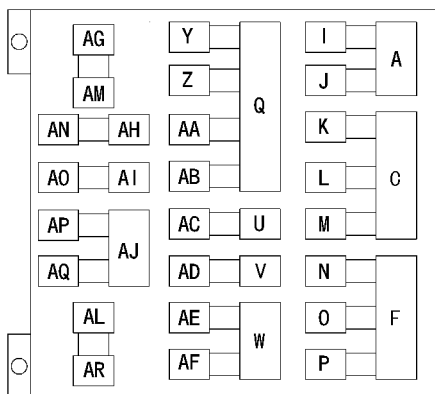 AG Y I A
AM Z J
Q
AN AH AA K
AO AI AB L C
AP AJ AC U M
AQ AD V N
AL AE W O F
AR AF P